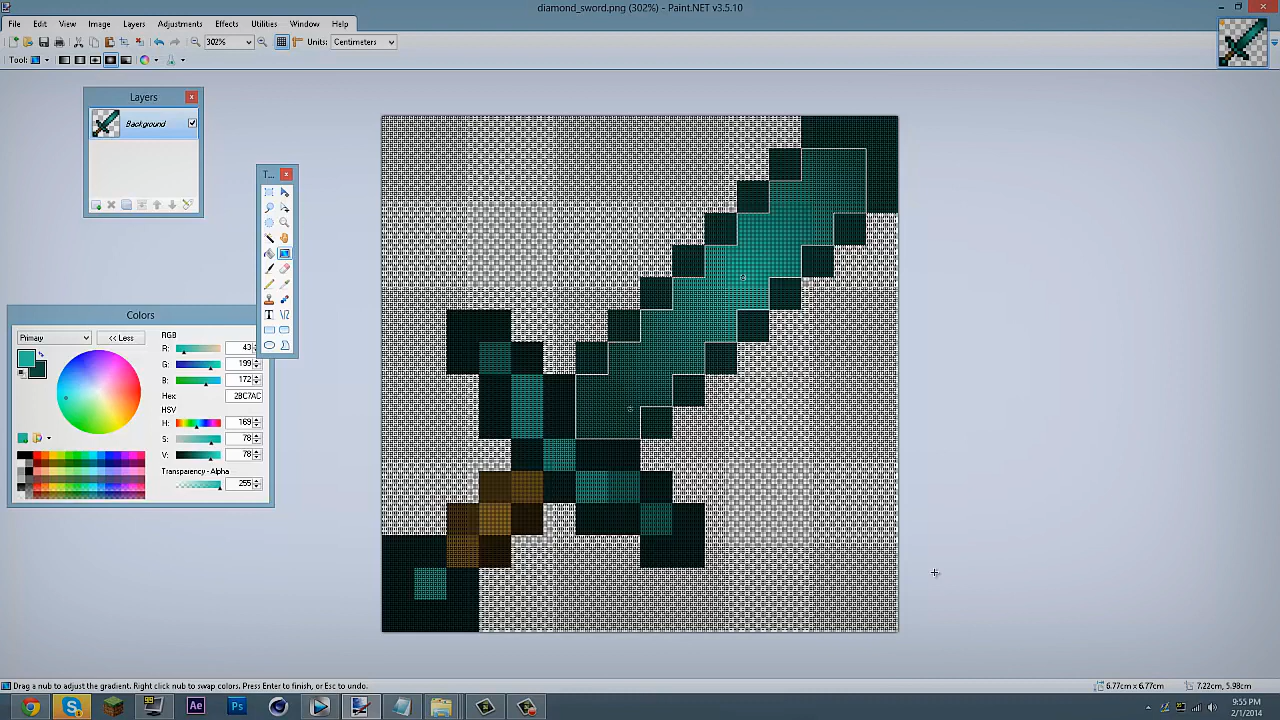 diamond_sword.png (302%) - Paint.NET v3.5.10
File Edit View Image Layers Adjustments Effects Utilities Window Help
302% Units: Centimeters
Tool:
Layers
Background
T...
Colors
Primary << Less
RGB
R: 43
G: 199
B: 172
Hex 2BC7AC
HSV
H: 169
S: 78
V: 78
Transparency - Alpha
255
Drag a nub to adjust the gradient. Right click nub to swap colors. Press Enter to finish, or Esc to undo.
6.77cm x 6.77cm 7.22cm, 5.98cm
Ae Ps
9:55 PM
2/1/2014